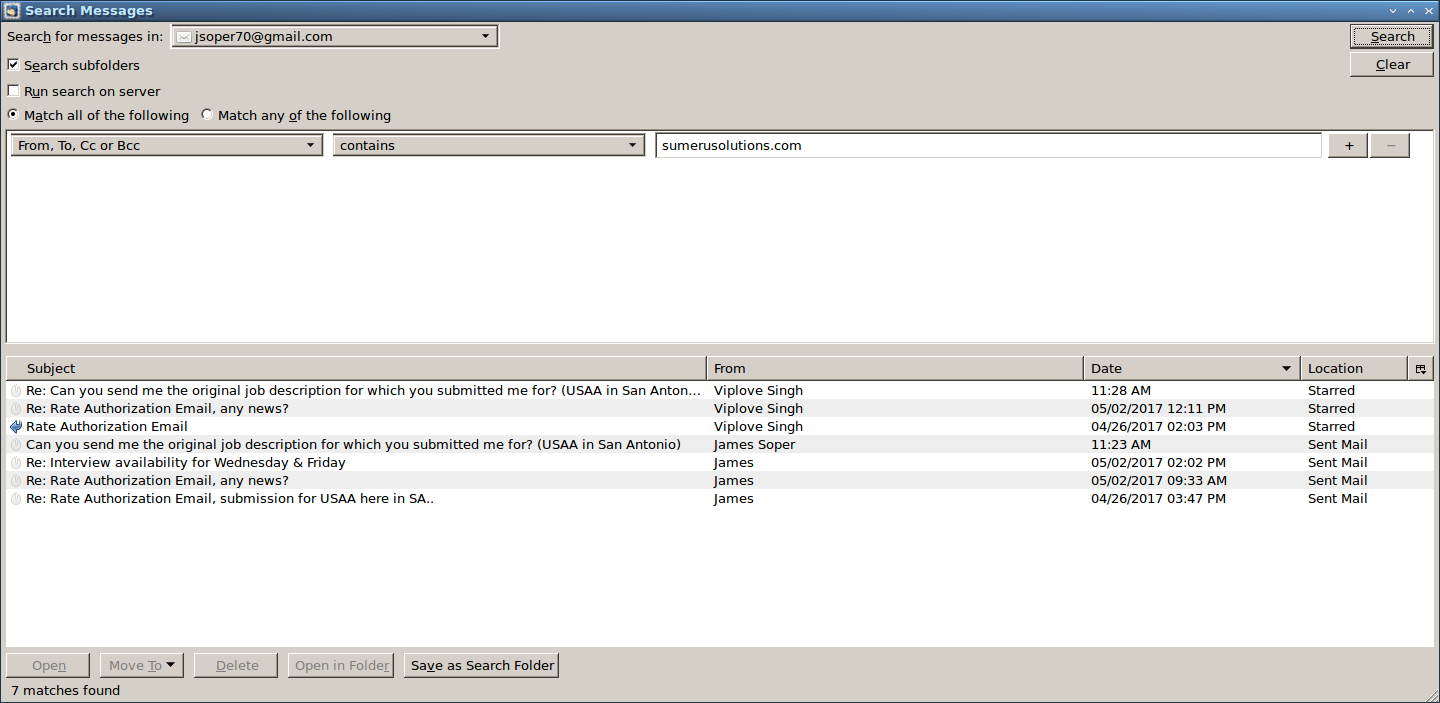 Search Messages
Search for messages in: jsoper70@gmail.com Search
Search subfolders Clear
Run search on server
Match all of the following Match any of the following
From, To, Cc or Bcc contains sumerusolutions.com + −
Subject From Date Location
Re: Can you send me the original job description for which you submitted me for? (USAA in San Anton... Viplove Singh 11:28 AM Starred
Re: Rate Authorization Email, any news? Viplove Singh 05/02/2017 12:11 PM Starred
Rate Authorization Email Viplove Singh 04/26/2017 02:03 PM Starred
Can you send me the original job description for which you submitted me for? (USAA in San Antonio) James Soper 11:23 AM Sent Mail
Re: Interview availability for Wednesday & Friday James 05/02/2017 02:02 PM Sent Mail
Re: Rate Authorization Email, any news? James 05/02/2017 09:33 AM Sent Mail
Re: Rate Authorization Email, submission for USAA here in SA.. James 04/26/2017 03:47 PM Sent Mail
Open Move To Delete Open in Folder Save as Search Folder
7 matches found